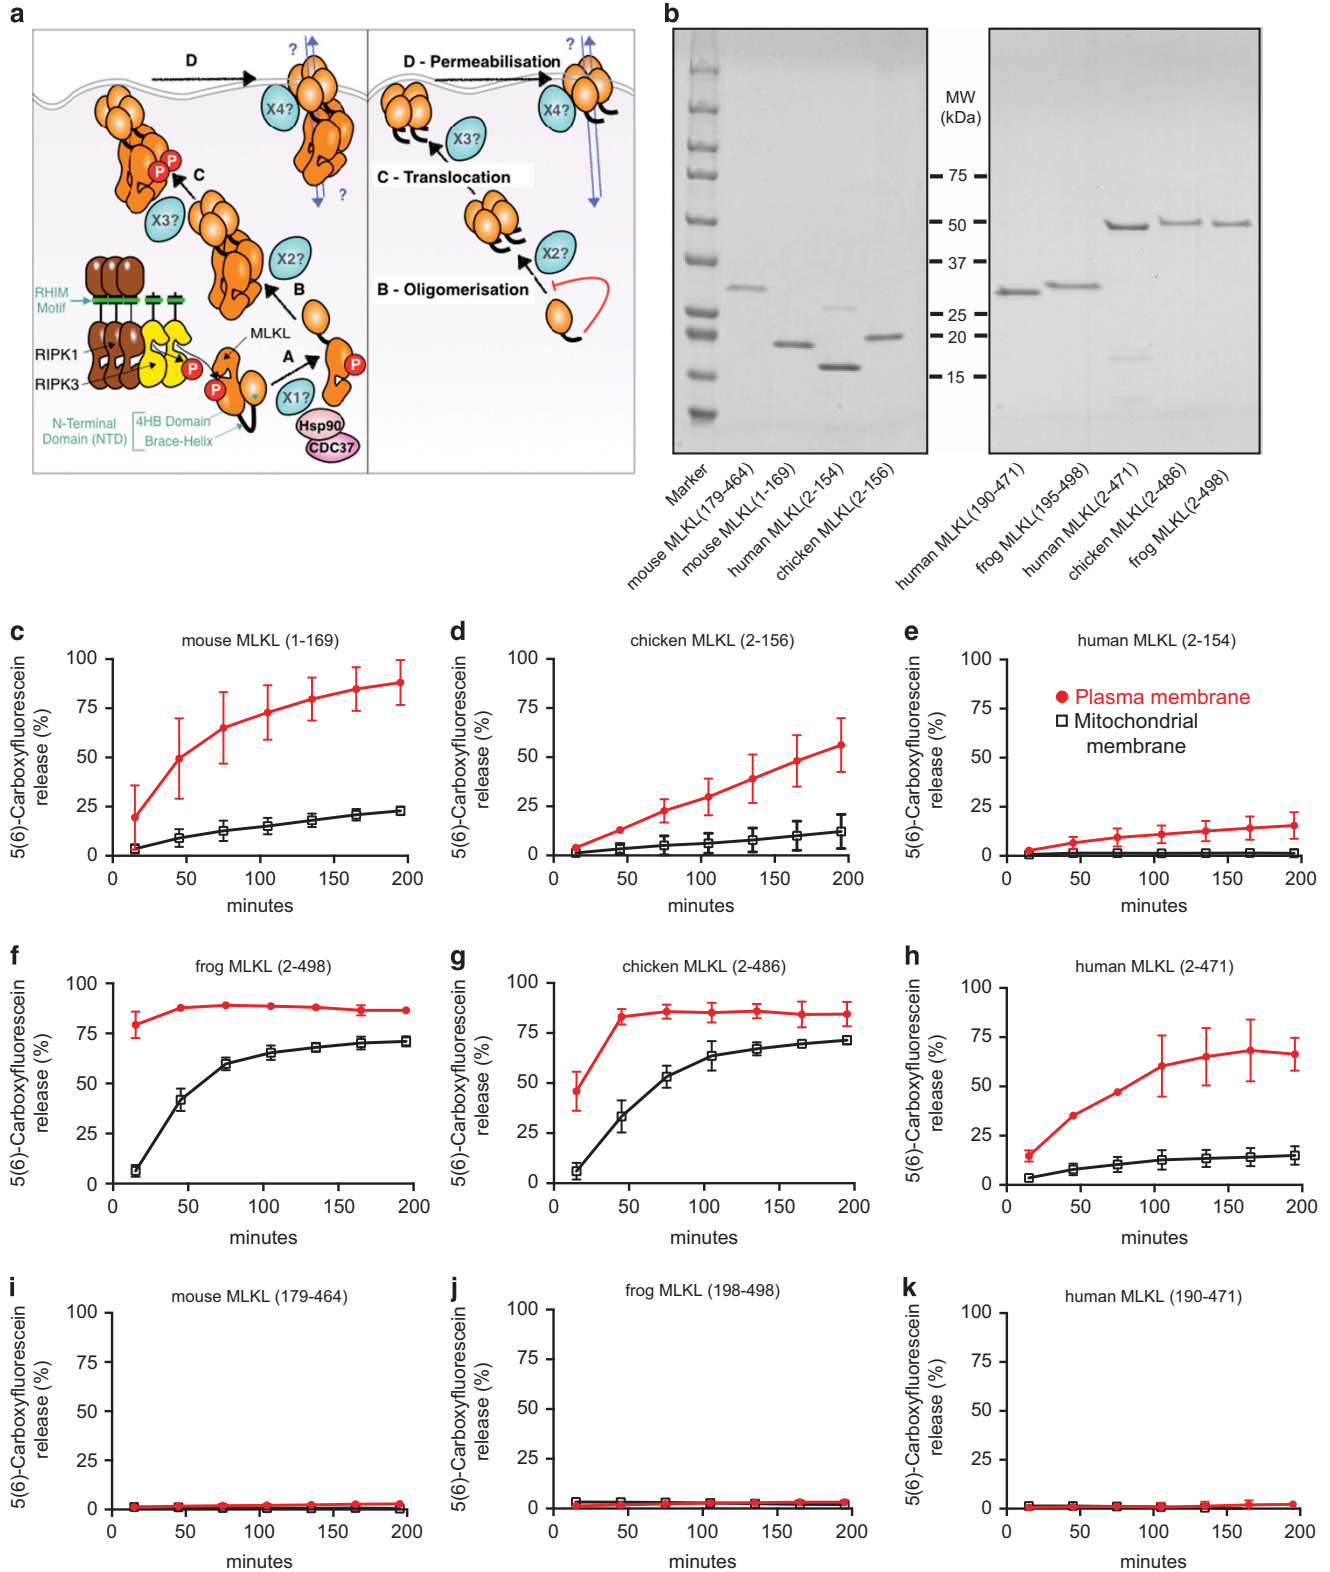 a
D
?
X4?
P
P
C
X3?
?
X2?
B
RHIM
Motif
MLKL
RIPK1
A
P
P
RIPK3
P
X1?
N-Terminal
Domain (NTD)
4HB Domain
Brace-Helix
Hsp90
CDC37
?
D - Permeabilisation
X4?
X3?
C - Translocation
X2?
B - Oligomerisation
b
MW
(kDa)
75
50
37
25
20
15
Marker
mouse MLKL(179-464)
mouse MLKL(1-169)
human MLKL(2-154)
chicken MLKL(2-156)
human MLKL(190-471)
frog MLKL(195-498)
human MLKL(2-471)
chicken MLKL(2-486)
frog MLKL(2-498)
c
mouse MLKL (1-169)
5(6)-Carboxyfluorescein
release (%)
100
75
50
25
0
0 50 100 150 200
minutes
d
chicken MLKL (2-156)
5(6)-Carboxyfluorescein
release (%)
100
75
50
25
0
0 50 100 150 200
minutes
e
human MLKL (2-154)
5(6)-Carboxyfluorescein
release (%)
100
75
50
25
0
Plasma membrane
Mitochondrial
membrane
0 50 100 150 200
minutes
f
frog MLKL (2-498)
5(6)-Carboxyfluorescein
release (%)
100
75
50
25
0
0 50 100 150 200
minutes
g
chicken MLKL (2-486)
5(6)-Carboxyfluorescein
release (%)
100
75
50
25
0
0 50 100 150 200
minutes
h
human MLKL (2-471)
5(6)-Carboxyfluorescein
release (%)
100
75
50
25
0
0 50 100 150 200
minutes
i
mouse MLKL (179-464)
5(6)-Carboxyfluorescein
release (%)
100
75
50
25
0
0 50 100 150 200
minutes
j
frog MLKL (198-498)
5(6)-Carboxyfluorescein
release (%)
100
75
50
25
0
0 50 100 150 200
minutes
k
human MLKL (190-471)
5(6)-Carboxyfluorescein
release (%)
100
75
50
25
0
0 50 100 150 200
minutes